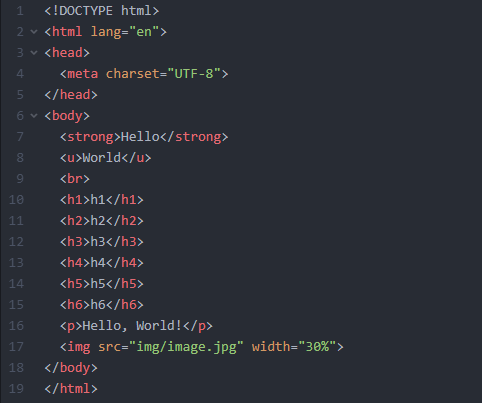 1 <!DOCTYPE html>
2 <html lang="en">
3 <head>
4   <meta charset="UTF-8">
5 </head>
6 <body>
7   <strong>Hello</strong>
8   <u>World</u>
9   <br>
10   <h1>h1</h1>
11   <h2>h2</h2>
12   <h3>h3</h3>
13   <h4>h4</h4>
14   <h5>h5</h5>
15   <h6>h6</h6>
16   <p>Hello, World!</p>
17   <img src="img/image.jpg" width="30%">
18 </body>
19 </html>